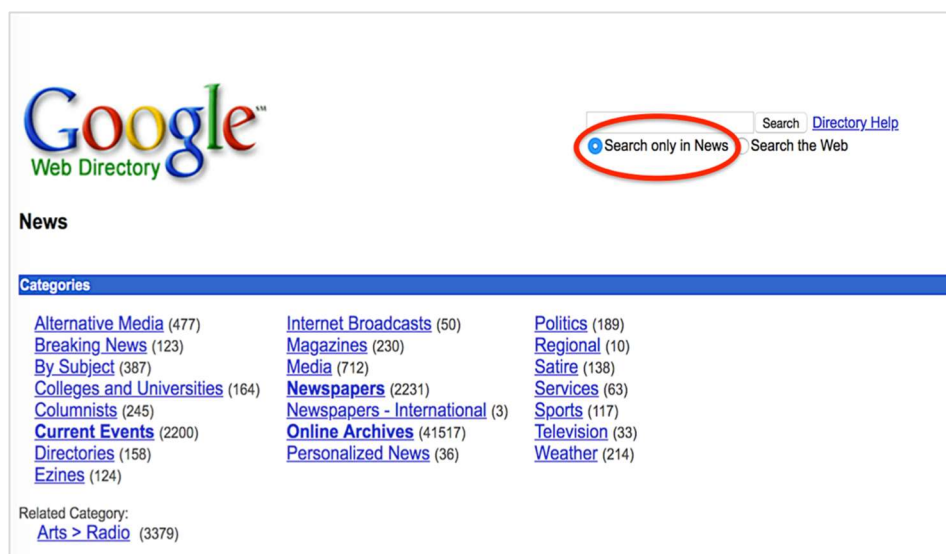 Google SM
Web Directory
Search Directory Help
Search only in News Search the Web
News
Categories
Alternative Media (477)
Breaking News (123)
By Subject (387)
Colleges and Universities (164)
Columnists (245)
Current Events (2200)
Directories (158)
Ezines (124)
Internet Broadcasts (50)
Magazines (230)
Media (712)
Newspapers (2231)
Newspapers - International (3)
Online Archives (41517)
Personalized News (36)
Politics (189)
Regional (10)
Satire (138)
Services (63)
Sports (117)
Television (33)
Weather (214)
Related Category:
Arts > Radio (3379)